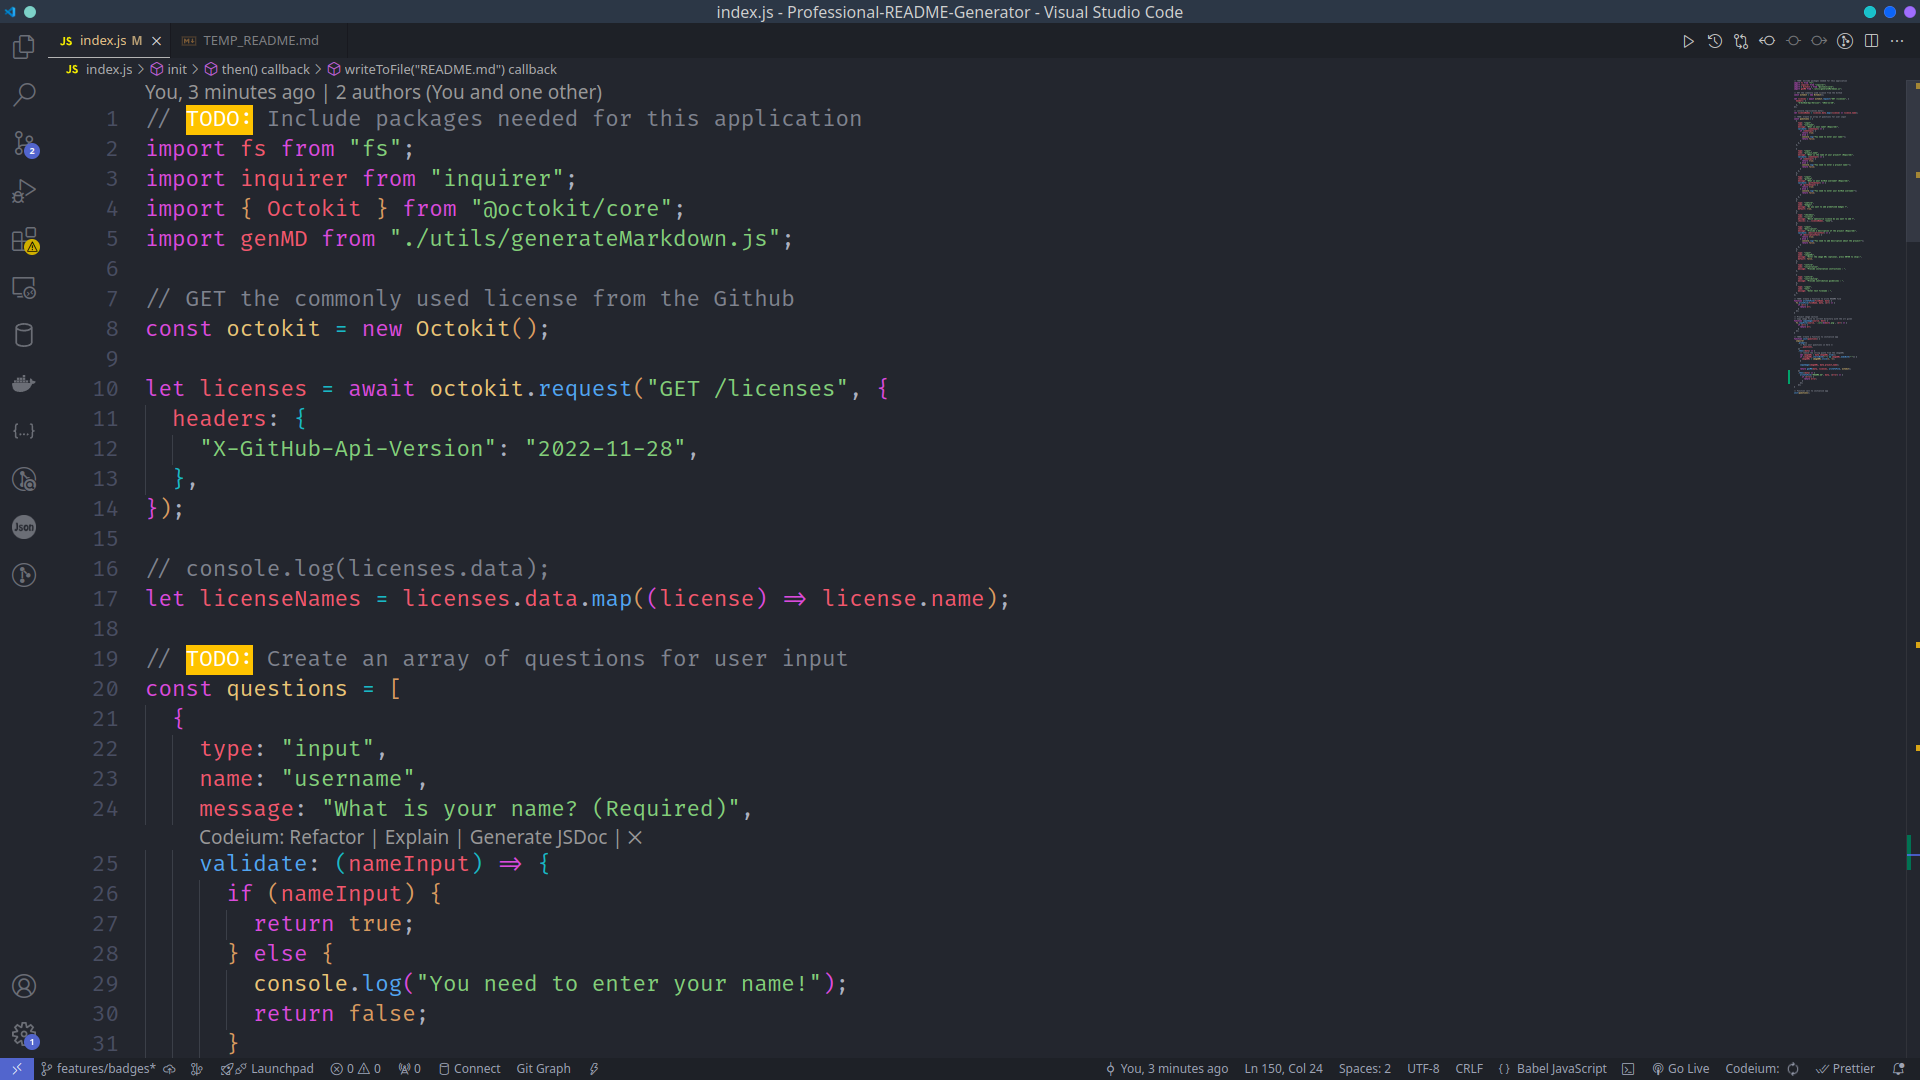 index.js - Professional-README-Generator - Visual Studio Code
JS index.js M
TEMP_README.md
JS index.js > init > then() callback > writeToFile("README.md") callback
You, 3 minutes ago | 2 authors (You and one other)
1 // TODO: Include packages needed for this application
2 import fs from "fs";
3 import inquirer from "inquirer";
4 import { Octokit } from "@octokit/core";
5 import genMD from "./utils/generateMarkdown.js";
6
7 // GET the commonly used license from the Github
8 const octokit = new Octokit();
9
10 let licenses = await octokit.request("GET /licenses", {
11 headers: {
12 "X-GitHub-Api-Version": "2022-11-28",
13 },
14 });
15
16 // console.log(licenses.data);
17 let licenseNames = licenses.data.map((license) => license.name);
18
19 // TODO: Create an array of questions for user input
20 const questions = [
21 {
22 type: "input",
23 name: "username",
24 message: "What is your name? (Required)",
Codeium: Refactor | Explain | Generate JSDoc | ×
25 validate: (nameInput) => {
26 if (nameInput) {
27 return true;
28 } else {
29 console.log("You need to enter your name!");
30 return false;
31 }
2
{...}
Json
1
features/badges* Launchpad 0 0 0 Connect Git Graph You, 3 minutes ago Ln 150, Col 24 Spaces: 2 UTF-8 CRLF {} Babel JavaScript Go Live Codeium: Prettier